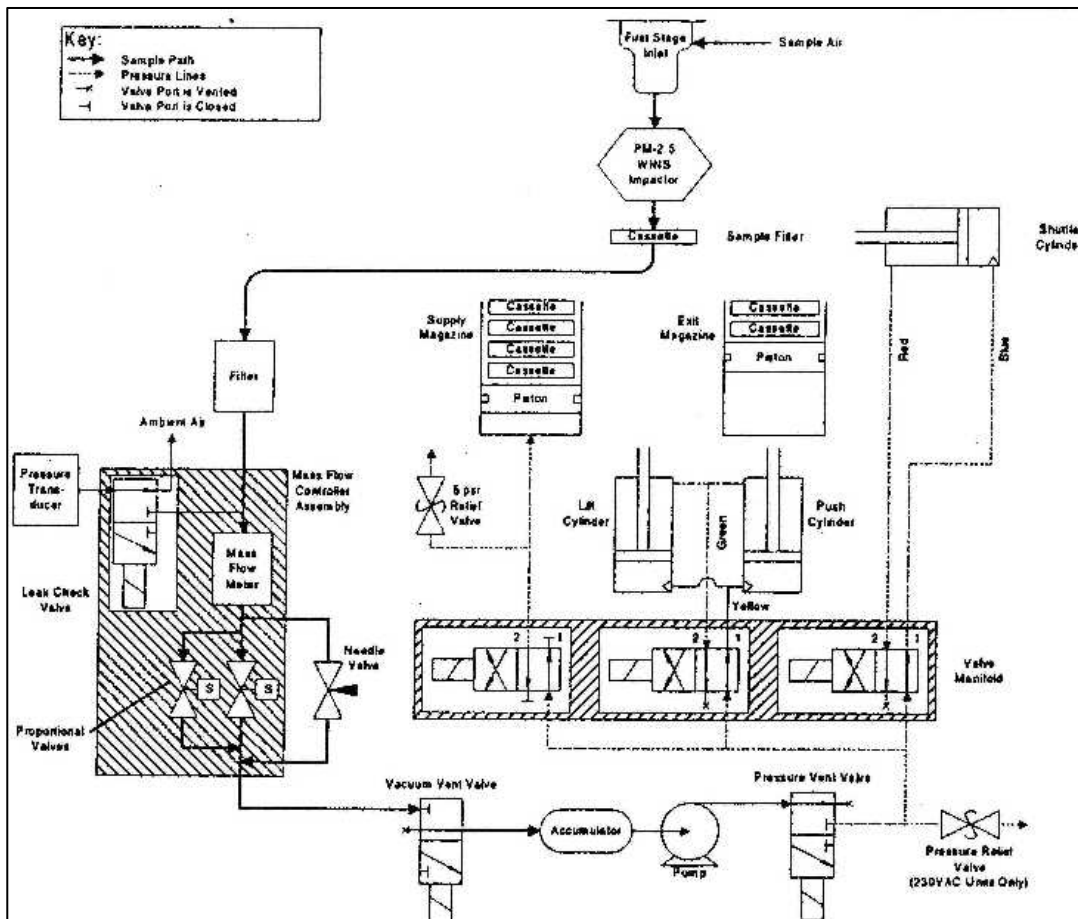 Key:
Sample Path
Pressure Lines
Valve Port is Vented
Valve Port is Closed
First Stage
Inlet
Sample Air
PM-2.5
WINS
Impactor
Cassette
Sample Filter
Shuttle
Cylinder
Supply
Magazine
Cassette
Cassette
Cassette
Cassette
Piston
Exit
Magazine
Cassette
Cassette
Piston
Red
Blue
Filter
Ambient Air
Pressure
Trans-
ducer
Mass Flow
Controller
Assembly
Mass
Flow
Meter
Leak Check
Valve
5 psi
Relief
Valve
Lift
Cylinder
Green
Push
Cylinder
Yellow
2 1
2 1
2 1
Valve
Manifold
Needle
Valve
S
S
Proportional
Valves
Vacuum Vent Valve
Accumulator
Pump
Pressure Vent Valve
Pressure Relief
Valve
(230VAC Units Only)